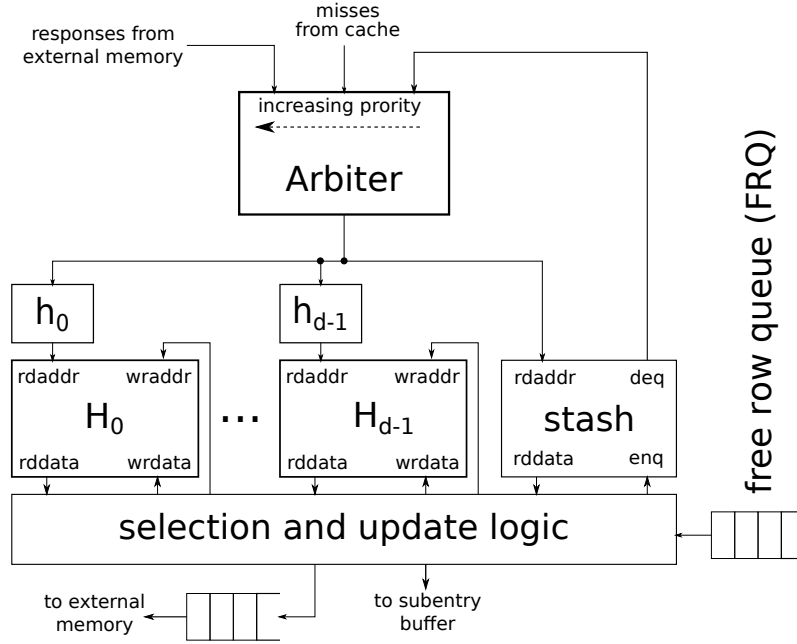 misses
from cache
responses from
external memory
increasing prority
Arbiter
free row queue (FRQ)
h0
hd-1
rdaddr
wraddr
H0
rddata
wrdata
...
rdaddr
wraddr
Hd-1
rddata
wrdata
rdaddr
deq
stash
rddata
enq
selection and update logic
to external
memory
to subentry
buffer